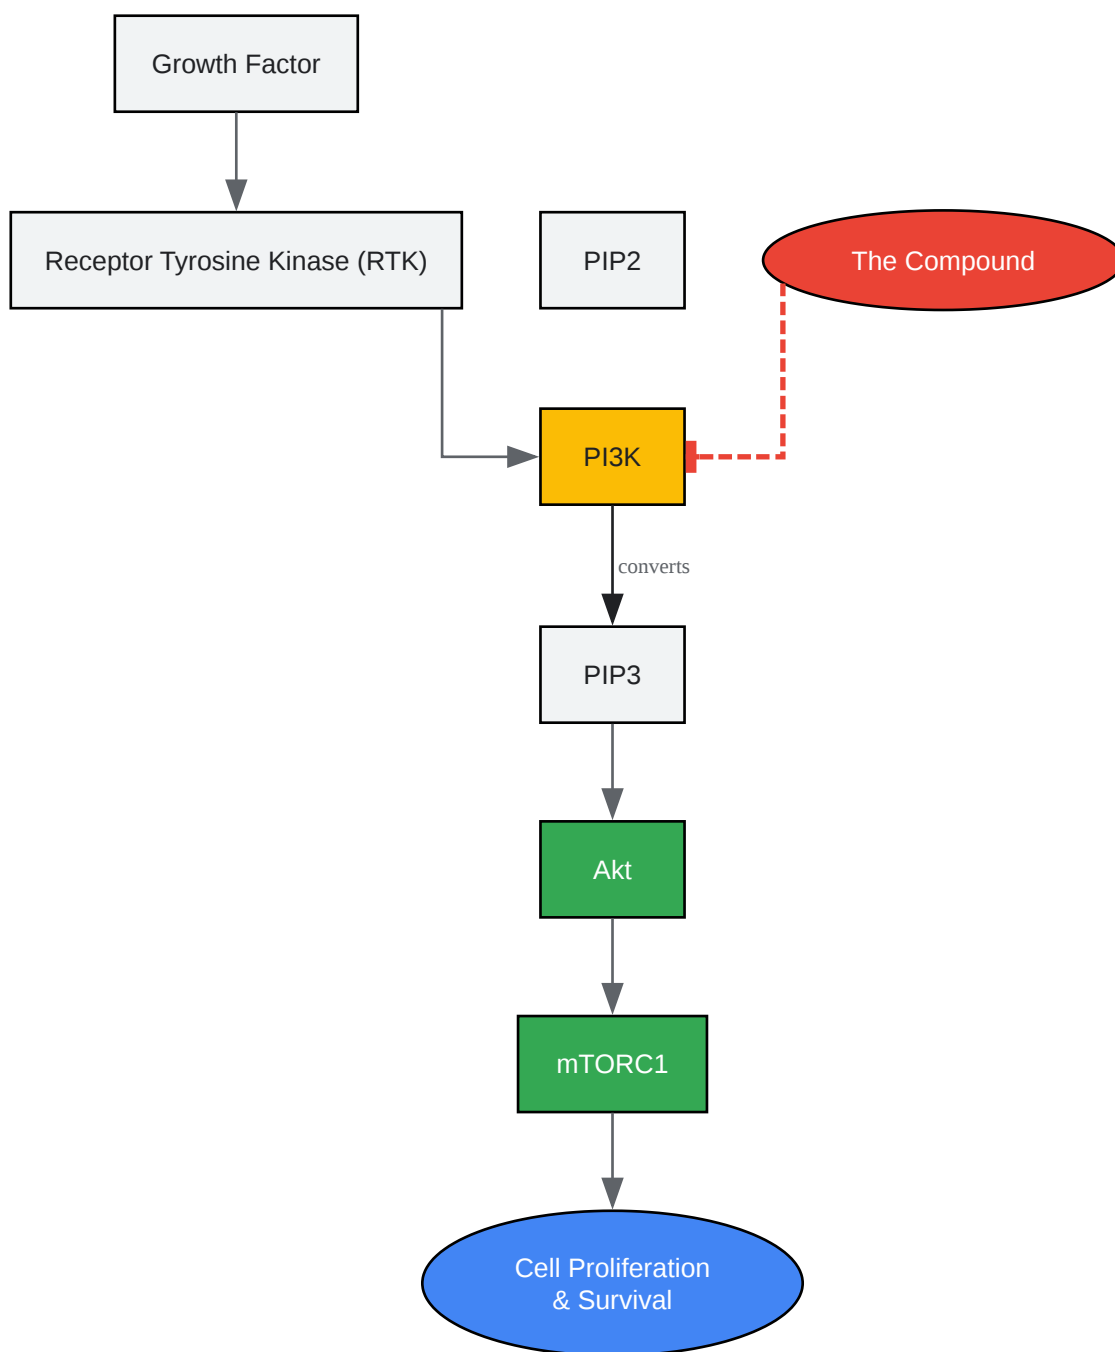 Growth Factor
Receptor Tyrosine Kinase (RTK)
PIP2
The Compound
PI3K
converts
PIP3
Akt
mTORC1
Cell Proliferation
& Survival